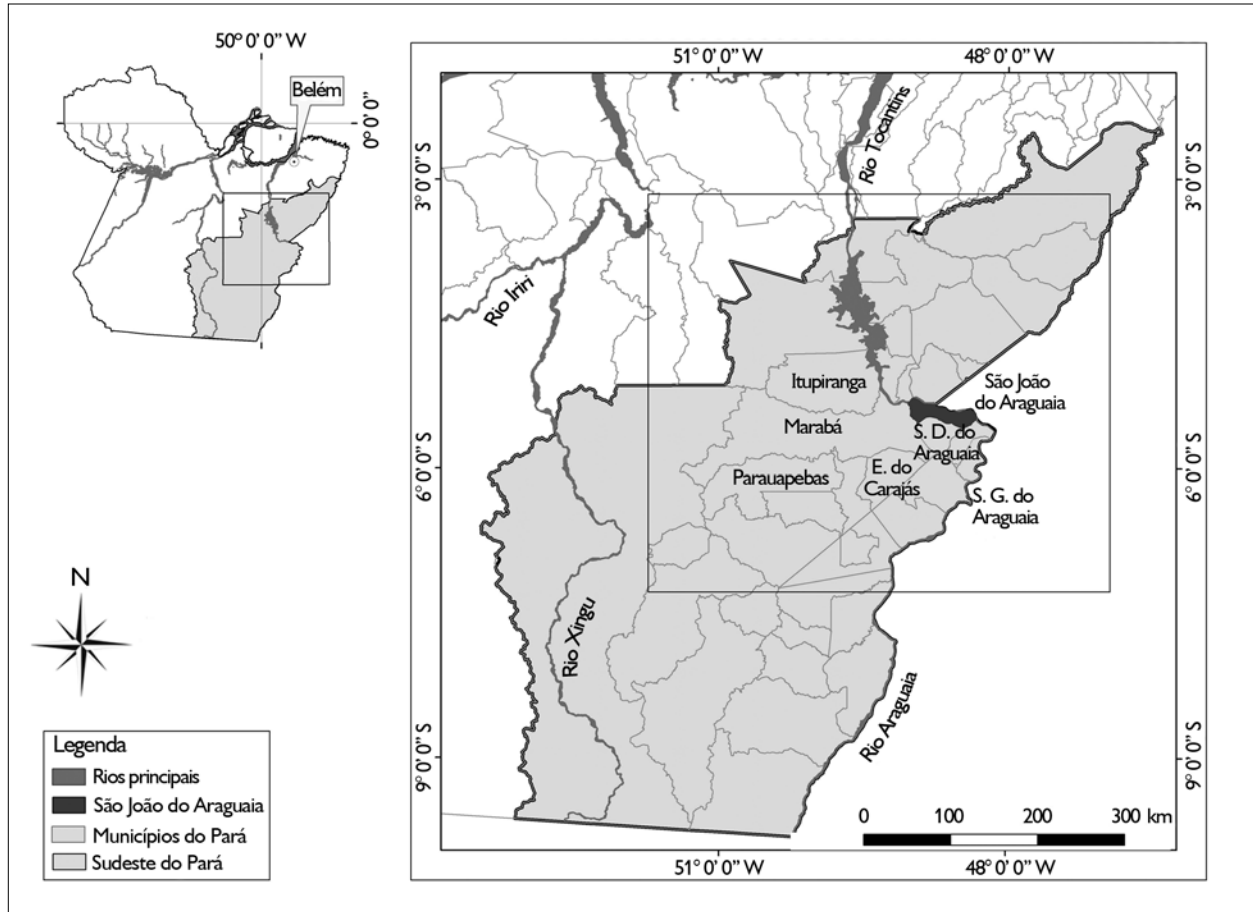 50° 0' 0" W
Belém
0° 0' 0" S
51° 0' 0" W
48° 0' 0" W
Rio Tocantins
3° 0' 0" S
3° 0' 0" S
Rio Iriri
Itupiranga
São João
do Araguaia
Marabá
S. D. do
Araguaia
6° 0' 0" S
6° 0' 0" S
Parauapebas
E. do
Carajás
S. G. do
Araguaia
N
Rio Xingu
Rio Araguaia
9° 0' 0" S
9° 0' 0" S
Legenda
Rios principais
São João do Araguaia
Municípios do Pará
Sudeste do Pará
0 100 200 300 km
51° 0' 0" W
48° 0' 0" W